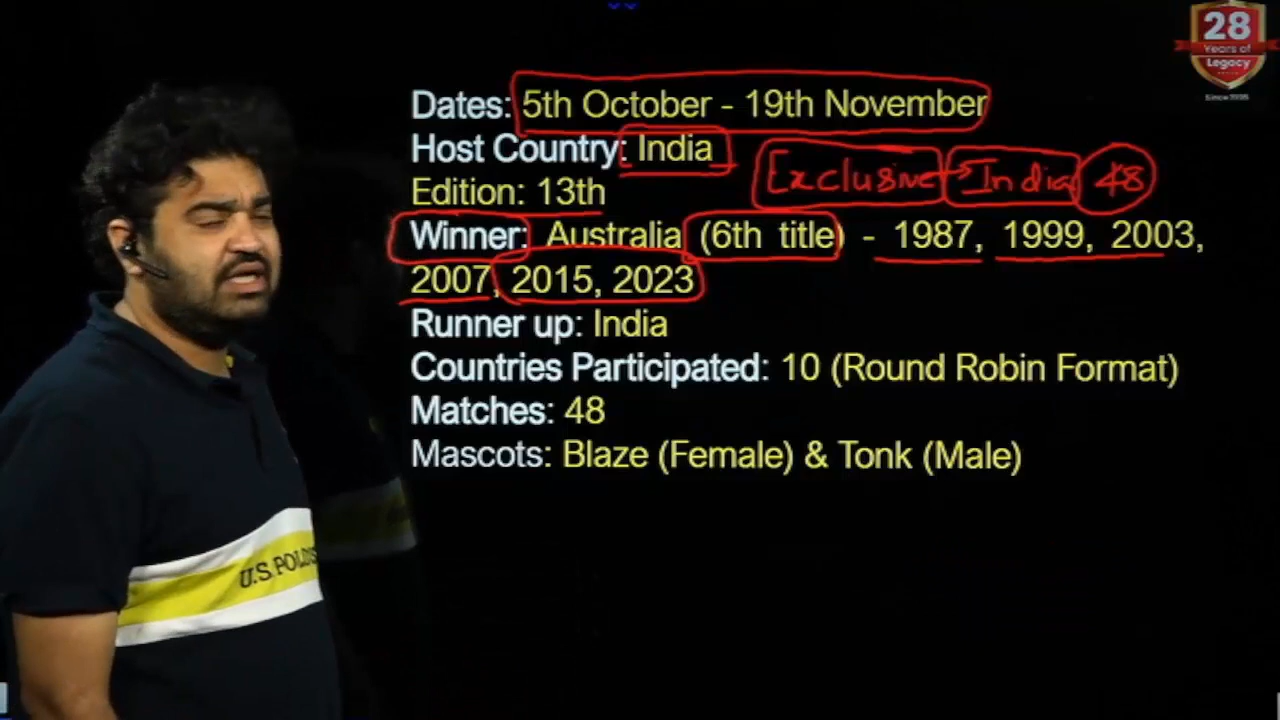 28
Years of
Legacy
Since 1995
Dates: 5th October - 19th November
Host Country: India
Exclusive → India 48
Edition: 13th
Winner: Australia (6th title) - 1987, 1999, 2003,
2007, 2015, 2023
Runner up: India
Countries Participated: 10 (Round Robin Format)
Matches: 48
Mascots: Blaze (Female) & Tonk (Male)
U.S. POLO